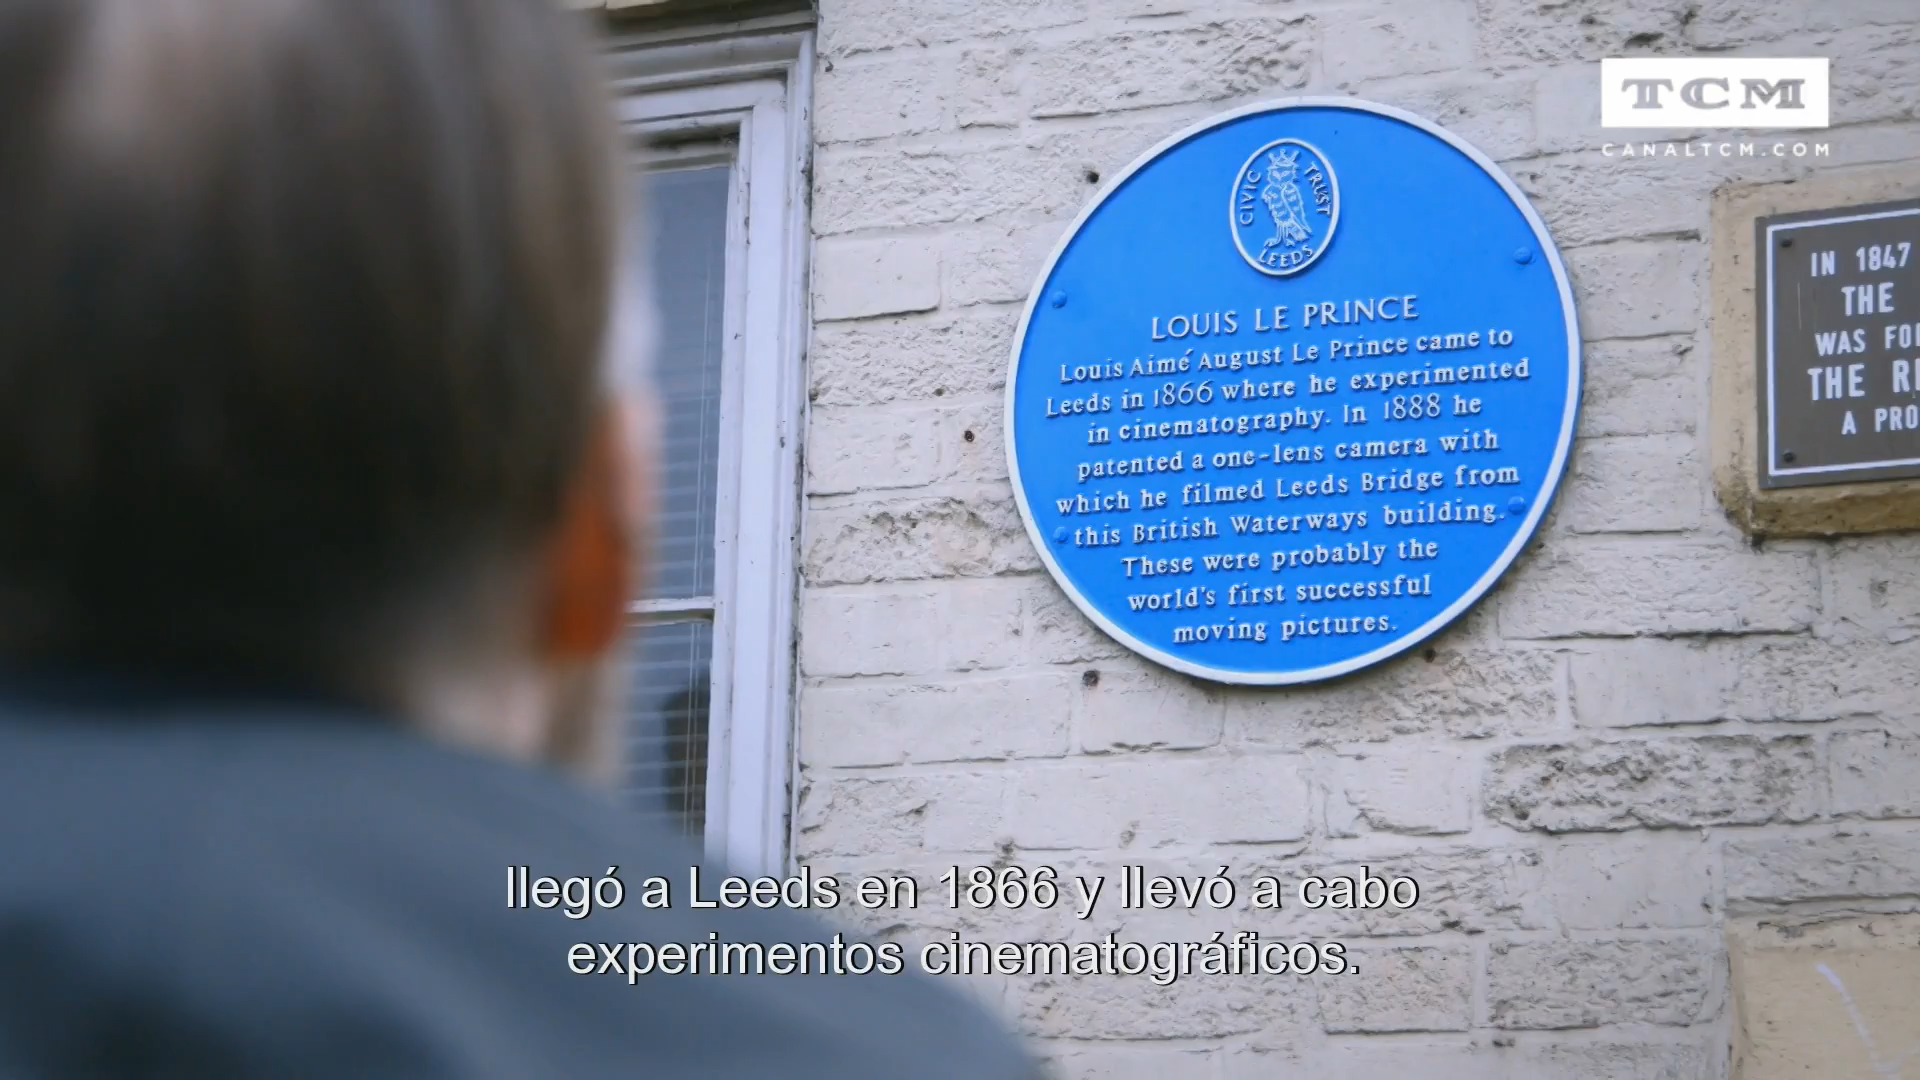 TCM
CANALTCM.COM
CIVIC TRUST
LEEDS
LOUIS LE PRINCE
Louis Aimé August Le Prince came to
Leeds in 1866 where he experimented
in cinematography. In 1888 he
patented a one-lens camera with
which he filmed Leeds Bridge from
this British Waterways building.
These were probably the
world's first successful
moving pictures.
IN 1847
THE
WAS
THE
A
llegó a Leeds en 1866 y llevó a cabo
experimentos cinematográficos.